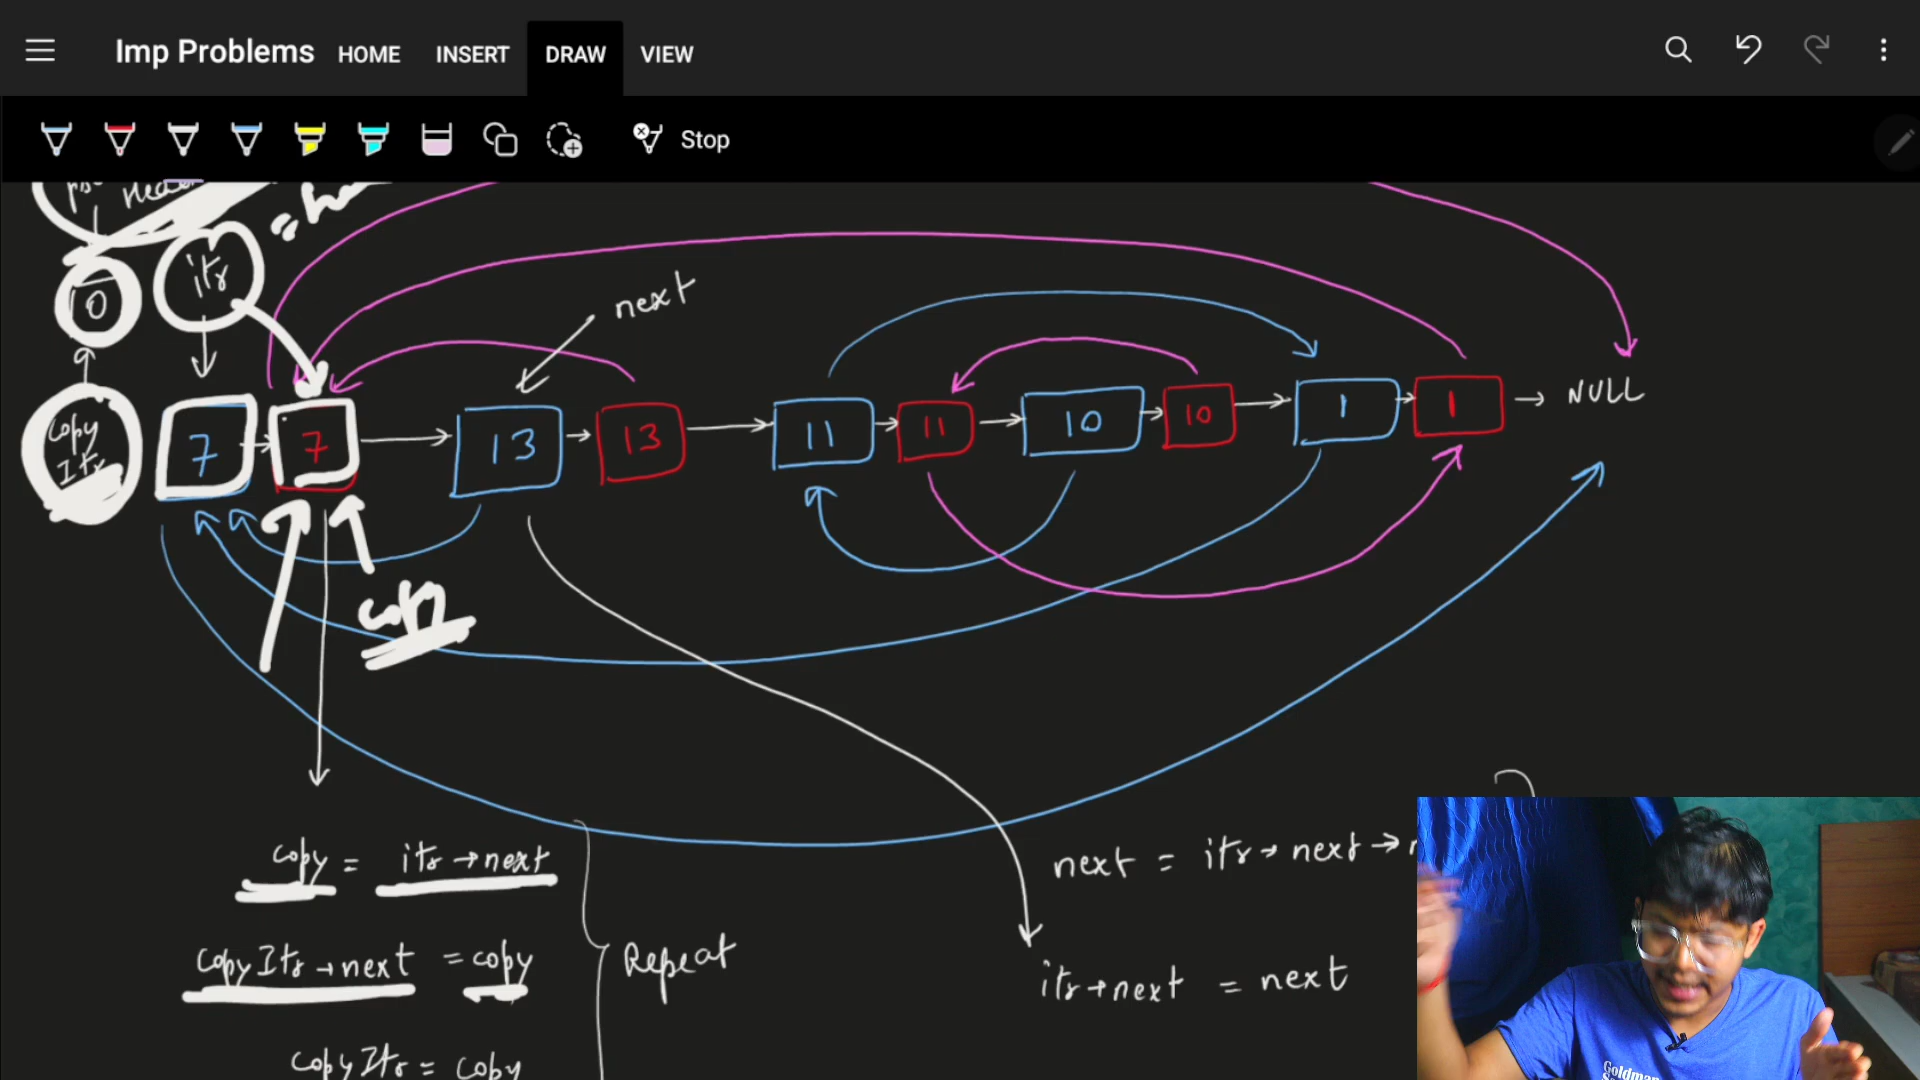 Imp Problems HOME INSERT DRAW VIEW
Stop
itr
0
next
copy
Itr
7 7 13 13 11 11 10 10 1 1 NULL
copy
copy = itr→next
next = itr→next→
copyItr→next = copy
Repeat
itr→next = next
copyItr = copy
Goldman